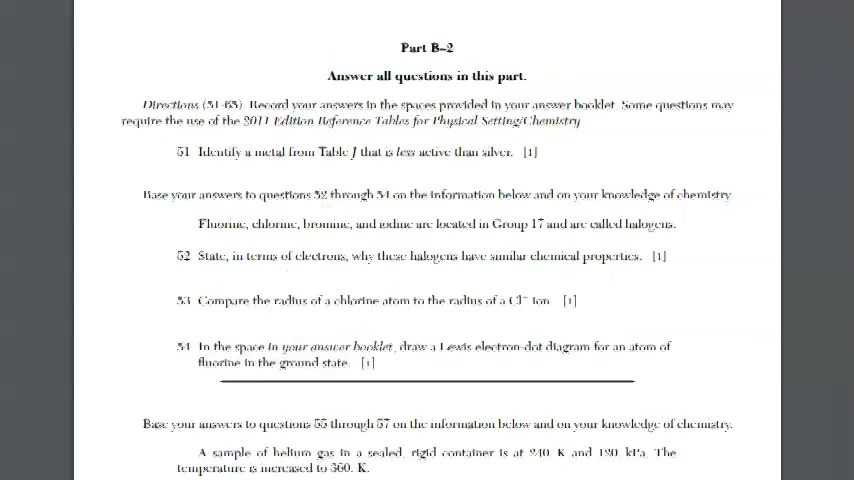 Part B–2
Answer all questions in this part.
Directions (51–65): Record your answers in the spaces provided in your answer booklet. Some questions may
require the use of the 2011 Edition Reference Tables for Physical Setting/Chemistry.
51 Identify a metal from Table J that is less active than silver. [1]
Base your answers to questions 52 through 54 on the information below and on your knowledge of chemistry.
Fluorine, chlorine, bromine, and iodine are located in Group 17 and are called halogens.
52 State, in terms of electrons, why these halogens have similar chemical properties. [1]
53 Compare the radius of a chlorine atom to the radius of a Cl⁻ ion. [1]
54 In the space in your answer booklet, draw a Lewis electron-dot diagram for an atom of
fluorine in the ground state. [1]
Base your answers to questions 55 through 57 on the information below and on your knowledge of chemistry.
A sample of helium gas in a sealed, rigid container is at 240. K and 120. kPa. The
temperature is increased to 360. K.